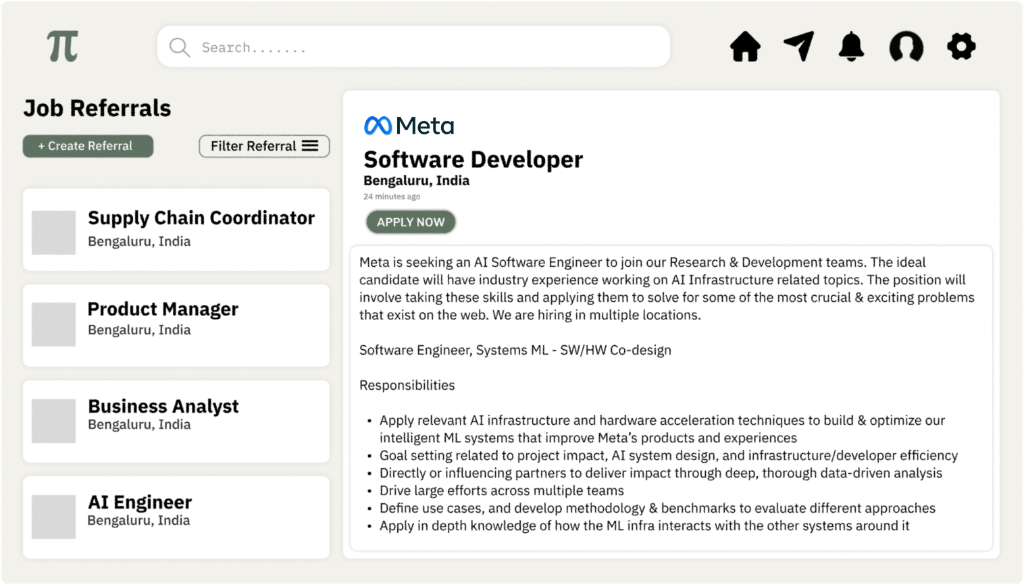 π
Search.......
Job Referrals
+ Create Referral
Filter Referral
Supply Chain Coordinator
Bengaluru, India
Product Manager
Bengaluru, India
Business Analyst
Bengaluru, India
AI Engineer
Bengaluru, India
Meta
Software Developer
Bengaluru, India
24 minutes ago
APPLY NOW
Meta is seeking an AI Software Engineer to join our Research & Development teams. The ideal
candidate will have industry experience working on AI Infrastructure related topics. The position will
involve taking these skills and applying them to solve for some of the most crucial & exciting problems
that exist on the web. We are hiring in multiple locations.
Software Engineer, Systems ML - SW/HW Co-design
Responsibilities
• Apply relevant AI infrastructure and hardware acceleration techniques to build & optimize our
intelligent ML systems that improve Meta's products and experiences
• Goal setting related to project impact, AI system design, and infrastructure/developer efficiency
• Directly or influencing partners to deliver impact through deep, thorough data-driven analysis
• Drive large efforts across multiple teams
• Define use cases, and develop methodology & benchmarks to evaluate different approaches
• Apply in depth knowledge of how the ML infra interacts with the other systems around it